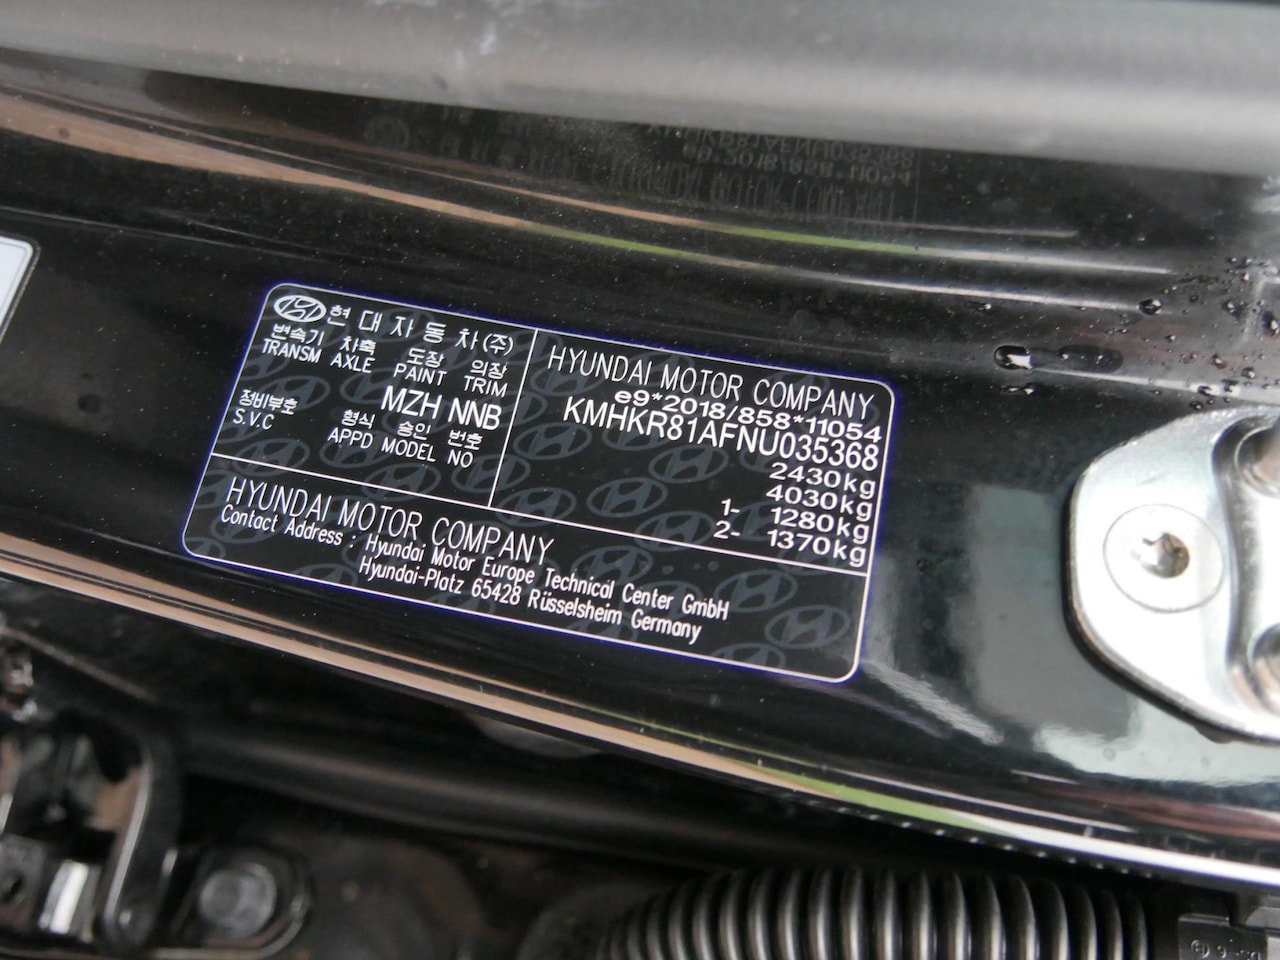 현대자동차(주)
변속기 차축 도장 의장
TRANSM AXLE PAINT TRIM
MZH NNB
정비부호 형식 승인 번호
S.V.C APPD MODEL NO
HYUNDAI MOTOR COMPANY
e9*2018/858*11054
KMHKR81AFNU035368
2430kg
4030kg
1- 1280kg
2- 1370kg
HYUNDAI MOTOR COMPANY
Contact Address : Hyundai Motor Europe Technical Center GmbH
Hyundai-Platz 65428 Rüsselsheim Germany